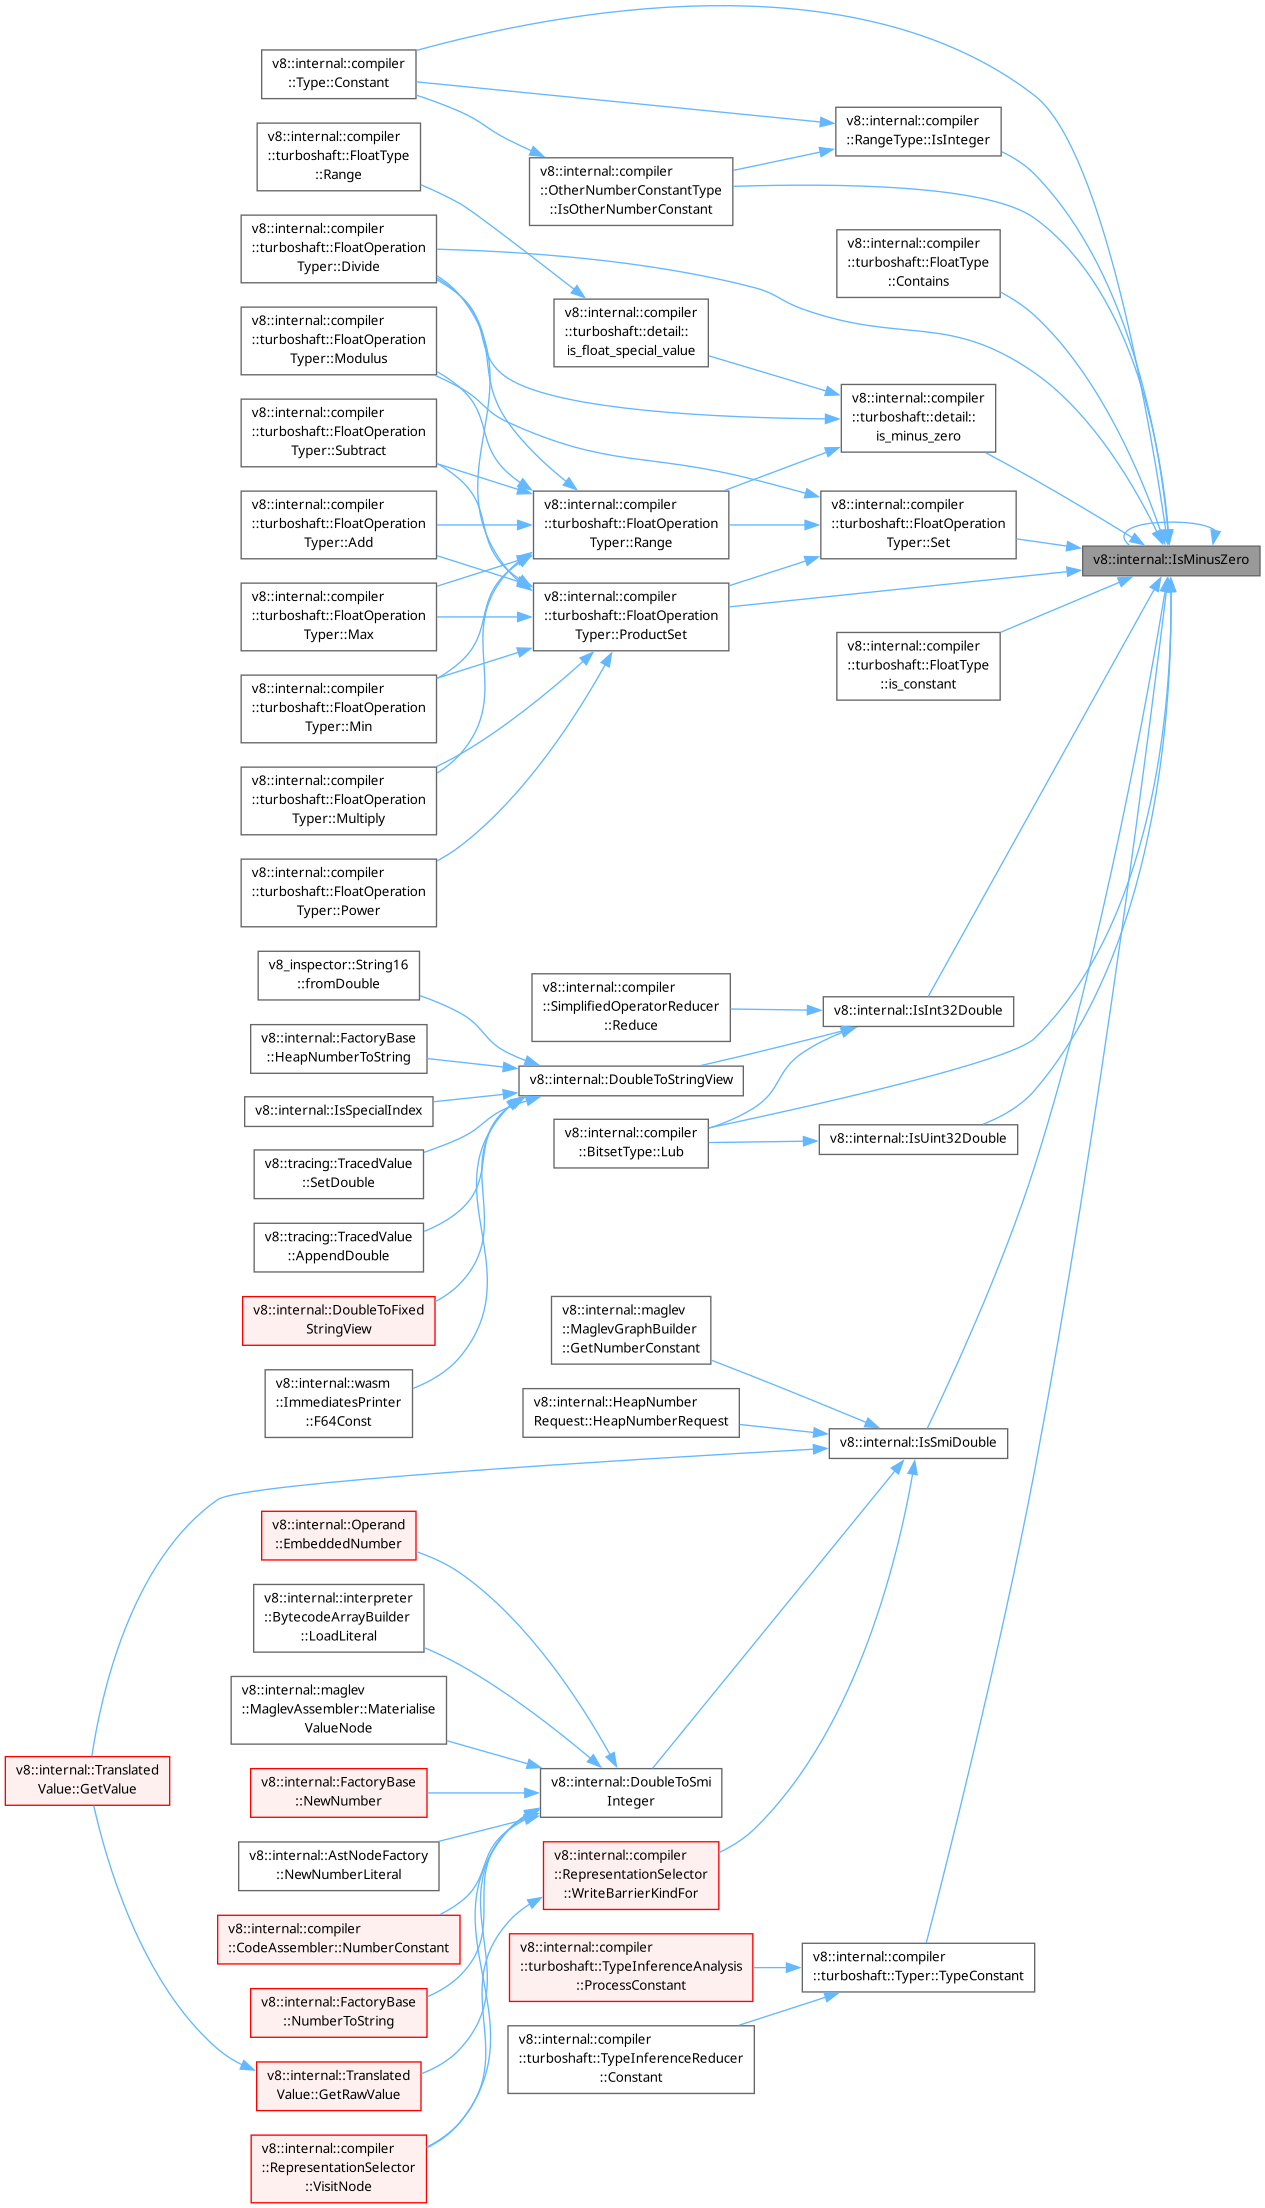 v8::internal::compiler
::Type::Constant
v8::internal::compiler
::turboshaft::FloatType
::Range
v8::internal::compiler
::turboshaft::FloatOperation
Typer::Divide
v8::internal::compiler
::turboshaft::FloatOperation
Typer::Modulus
v8::internal::compiler
::turboshaft::FloatOperation
Typer::Subtract
v8::internal::compiler
::turboshaft::FloatOperation
Typer::Add
v8::internal::compiler
::turboshaft::FloatOperation
Typer::Max
v8::internal::compiler
::turboshaft::FloatOperation
Typer::Min
v8::internal::compiler
::turboshaft::FloatOperation
Typer::Multiply
v8::internal::compiler
::turboshaft::FloatOperation
Typer::Power
v8_inspector::String16
::fromDouble
v8::internal::FactoryBase
::HeapNumberToString
v8::internal::IsSpecialIndex
v8::tracing::TracedValue
::SetDouble
v8::tracing::TracedValue
::AppendDouble
v8::internal::DoubleToFixed
StringView
v8::internal::wasm
::ImmediatesPrinter
::F64Const
v8::internal::Operand
::EmbeddedNumber
v8::internal::interpreter
::BytecodeArrayBuilder
::LoadLiteral
v8::internal::maglev
::MaglevAssembler::Materialise
ValueNode
v8::internal::Translated
Value::GetValue
v8::internal::FactoryBase
::NewNumber
v8::internal::AstNodeFactory
::NewNumberLiteral
v8::internal::compiler
::CodeAssembler::NumberConstant
v8::internal::FactoryBase
::NumberToString
v8::internal::Translated
Value::GetRawValue
v8::internal::compiler
::RepresentationSelector
::VisitNode
v8::internal::compiler
::OtherNumberConstantType
::IsOtherNumberConstant
v8::internal::compiler
::turboshaft::detail::
is_float_special_value
v8::internal::compiler
::turboshaft::FloatOperation
Typer::Range
v8::internal::compiler
::turboshaft::FloatOperation
Typer::ProductSet
v8::internal::compiler
::SimplifiedOperatorReducer
::Reduce
v8::internal::DoubleToStringView
v8::internal::compiler
::BitsetType::Lub
v8::internal::maglev
::MaglevGraphBuilder
::GetNumberConstant
v8::internal::HeapNumber
Request::HeapNumberRequest
v8::internal::DoubleToSmi
Integer
v8::internal::compiler
::RepresentationSelector
::WriteBarrierKindFor
v8::internal::compiler
::turboshaft::TypeInferenceAnalysis
::ProcessConstant
v8::internal::compiler
::turboshaft::TypeInferenceReducer
::Constant
v8::internal::compiler
::RangeType::IsInteger
v8::internal::compiler
::turboshaft::FloatType
::Contains
v8::internal::compiler
::turboshaft::detail::
is_minus_zero
v8::internal::compiler
::turboshaft::FloatOperation
Typer::Set
v8::internal::compiler
::turboshaft::FloatType
::is_constant
v8::internal::IsInt32Double
v8::internal::IsUint32Double
v8::internal::IsSmiDouble
v8::internal::compiler
::turboshaft::Typer::TypeConstant
v8::internal::IsMinusZero